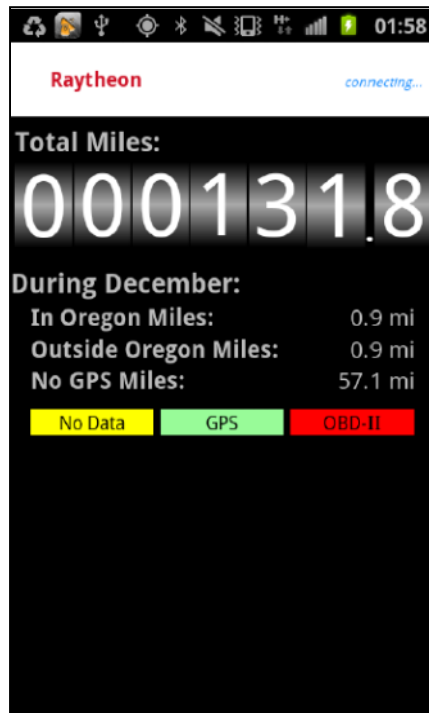 01:58
Raytheon connecting...
Total Miles:
000131.8
During December:
In Oregon Miles: 0.9 mi
Outside Oregon Miles: 0.9 mi
No GPS Miles: 57.1 mi
No Data GPS OBD-II